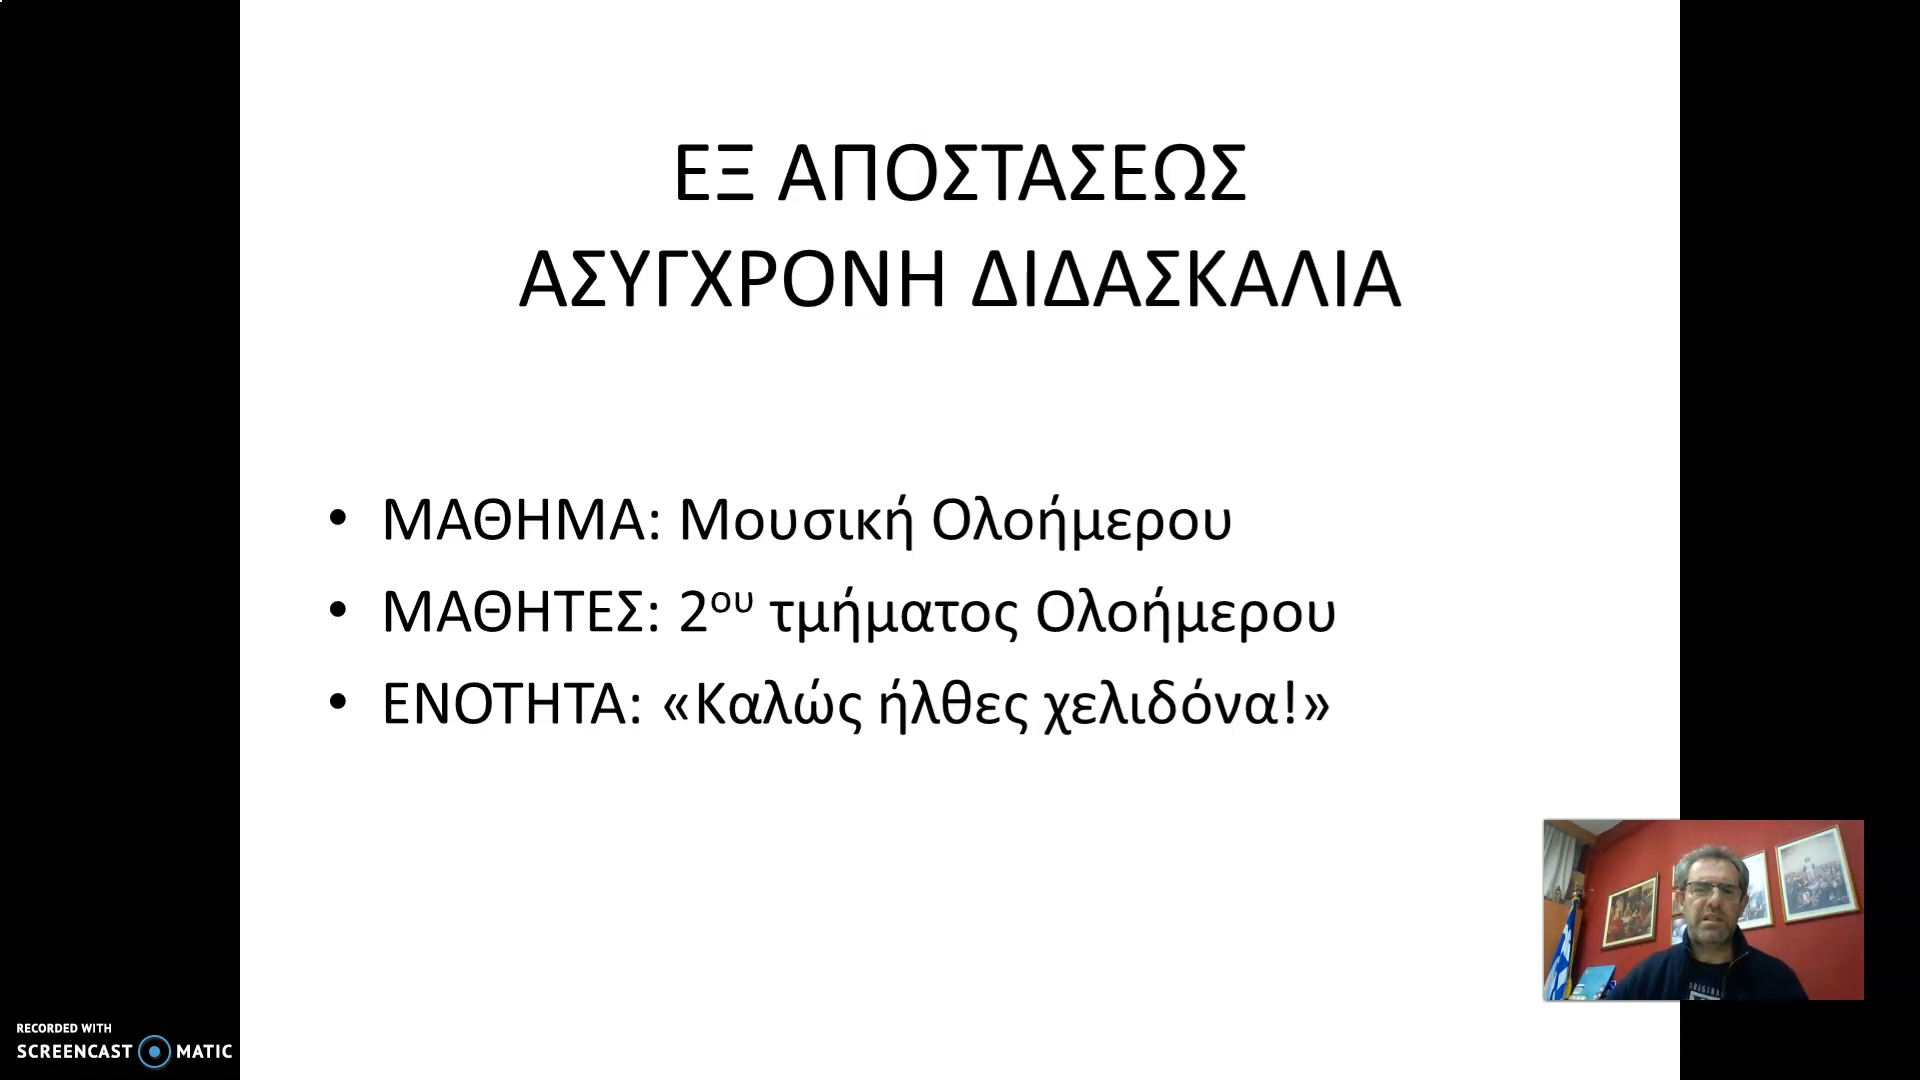 ΕΞ ΑΠΟΣΤΑΣΕΩΣ
ΑΣΥΓΧΡΟΝΗ ΔΙΔΑΣΚΑΛΙΑ
• ΜΑΘΗΜΑ: Μουσική Ολοήμερου
• ΜΑΘΗΤΕΣ: 2ου τμήματος Ολοήμερου
• ΕΝΟΤΗΤΑ: «Καλώς ήλθες χελιδόνα!»
ORIGINAL
RECORDED WITH
SCREENCAST MATIC